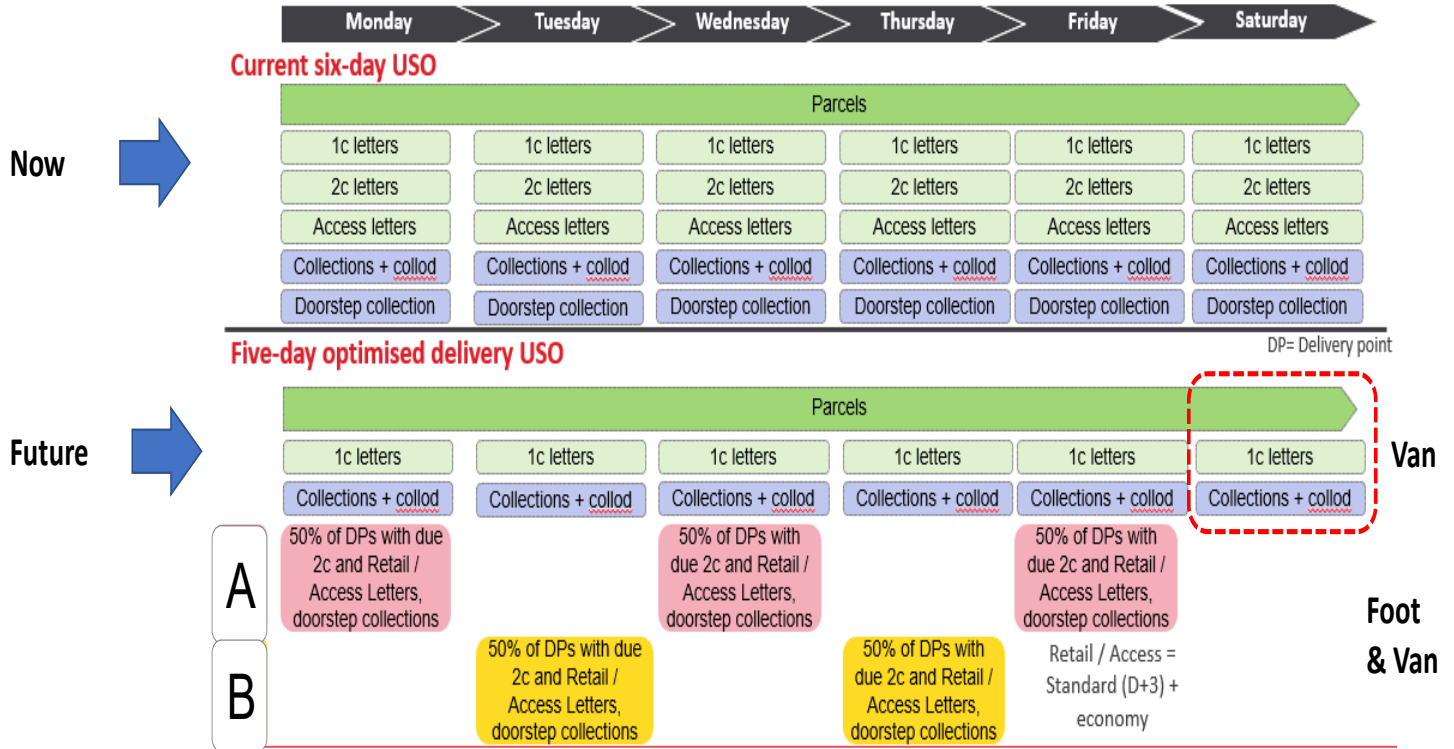 Monday Tuesday Wednesday Thursday Friday Saturday
Current six-day USO
Parcels
Now
1c letters 1c letters 1c letters 1c letters 1c letters 1c letters
2c letters 2c letters 2c letters 2c letters 2c letters 2c letters
Access letters Access letters Access letters Access letters Access letters Access letters
Collections + collod Collections + collod Collections + collod Collections + collod Collections + collod Collections + collod
Doorstep collection Doorstep collection Doorstep collection Doorstep collection Doorstep collection Doorstep collection
DP= Delivery point
Five-day optimised delivery USO
Parcels
Future
1c letters 1c letters 1c letters 1c letters 1c letters 1c letters
Van
Collections + collod Collections + collod Collections + collod Collections + collod Collections + collod Collections + collod
A
50% of DPs with due
2c and Retail /
Access Letters,
doorstep collections
50% of DPs with
due 2c and Retail /
Access Letters,
doorstep collections
50% of DPs with
due 2c and Retail /
Access Letters,
doorstep collections
Foot
& Van
B
50% of DPs with due
2c and Retail /
Access Letters,
doorstep collections
50% of DPs with
due 2c and Retail /
Access Letters,
doorstep collections
Retail / Access =
Standard (D+3) +
economy